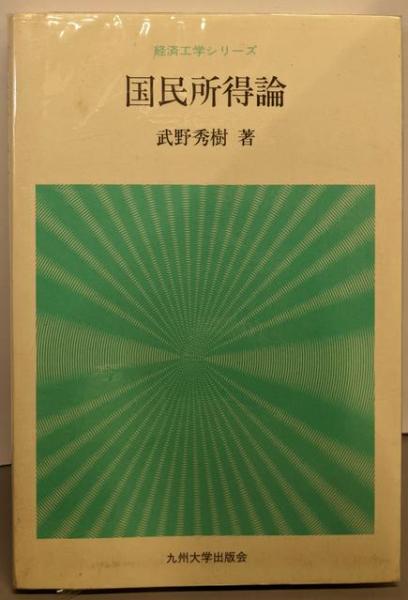 経済工学シリーズ
国民所得論
武野秀樹 著
九州大学出版会